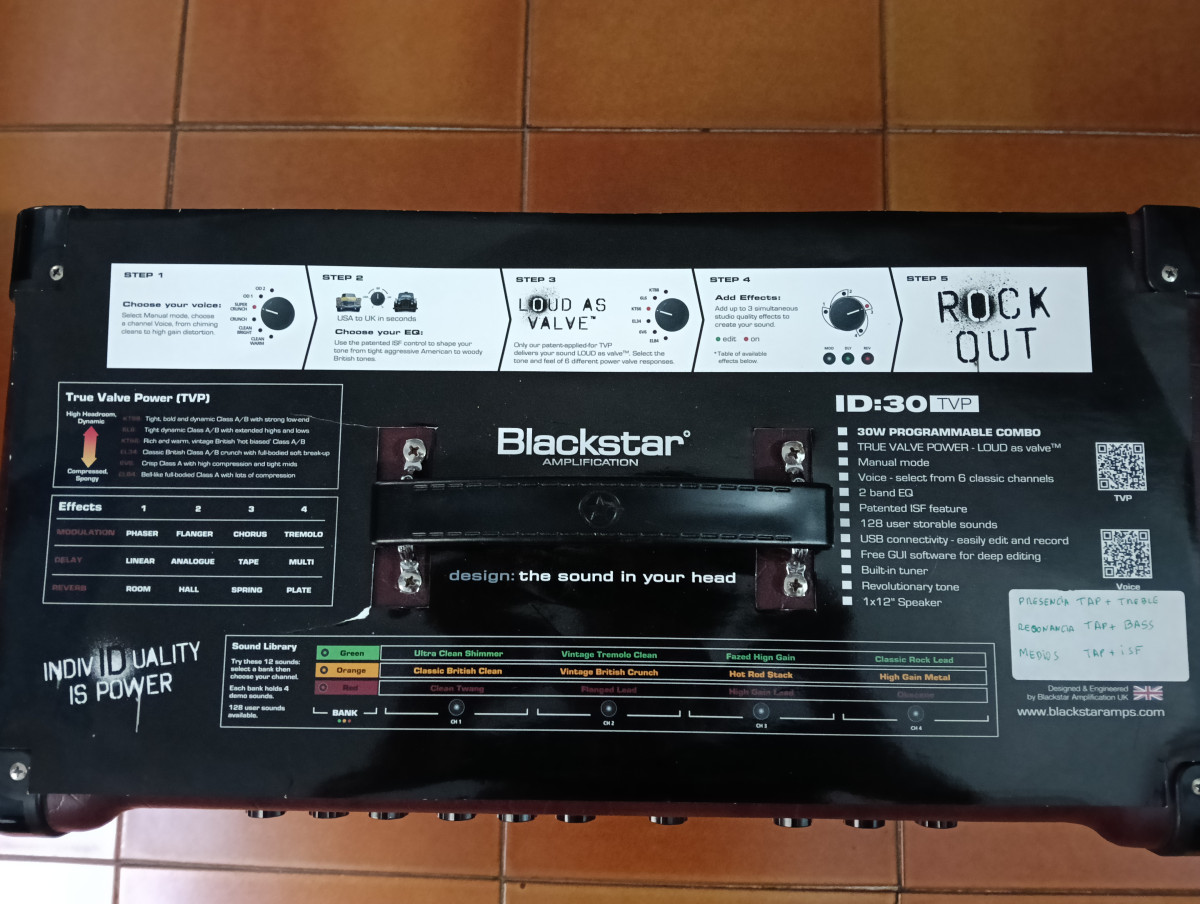 STEP 1
Choose your voice:
Select Manual mode, choose
a channel Voice, from chiming
cleans to high gain distortion.
OD 2
OD 1
SUPER
CRUNCH
CRUNCH
CLEAN
BRIGHT
CLEAN
WARM
STEP 2
USA to UK in seconds
Choose your EQ:
Use the patented ISF control to shape your
tone from tight aggressive American to woody
British tones.
STEP 3
LOUD AS
VALVE™
KT88
6L6
KT66
EL34
6V6
EL84
Only our patent-applied-for TVP
delivers your sound LOUD as valve™. Select the
tone and feel of 6 different power valve responses.
STEP 4
Add Effects:
Add up to 3 simultaneous
studio quality effects to
create your sound.
edit on
*Table of available
effects below.
MOD DLY REV
STEP 5
ROCK
OUT
True Valve Power (TVP)
High Headroom,
Dynamic
Compressed,
Spongy
KT88 Tight, bold and dynamic Class A/B with strong low-end
6L6 Tight dynamic Class A/B with extended highs and lows
KT66 Rich and warm, vintage British 'hot biased' Class A/B
EL34 Classic British Class A/B crunch with full-bodied soft break-up
6V6 Crisp Class A with high compression and tight mids
EL84 Bell-like full-bodied Class A with lots of compression
Effects 1 2 3 4
MODULATION PHASER FLANGER CHORUS TREMOLO
DELAY LINEAR ANALOGUE TAPE MULTI
REVERB ROOM HALL SPRING PLATE
Blackstar
AMPLIFICATION
design: the sound in your head
ID:30 TVP
30W PROGRAMMABLE COMBO
TRUE VALVE POWER - LOUD as valve™
Manual mode
Voice - select from 6 classic channels
2 band EQ
Patented ISF feature
128 user storable sounds
USB connectivity - easily edit and record
Free GUI software for deep editing
Built-in tuner
Revolutionary tone
1x12" Speaker
TVP
Voice
PRESENCIA TAP + TREBLE
RESONANCIA TAP + BASS
MEDIOS TAP + ISF
Designed & Engineered
by Blackstar Amplification UK
www.blackstaramps.com
INDIVIDUALITY
IS POWER
Sound Library
Try these 12 sounds:
select a bank then
choose your channel.
Each bank holds 4
demo sounds.
128 user sounds
available.
Green Ultra Clean Shimmer Vintage Tremolo Clean Fazed Hign Gain Classic Rock Lead
Orange Classic British Clean Vintage British Crunch Hot Rod Stack High Gain Metal
Red Clean Twang Flanged Lead High Gain Lead
BANK
CH 1 CH 2 CH 3 CH 4